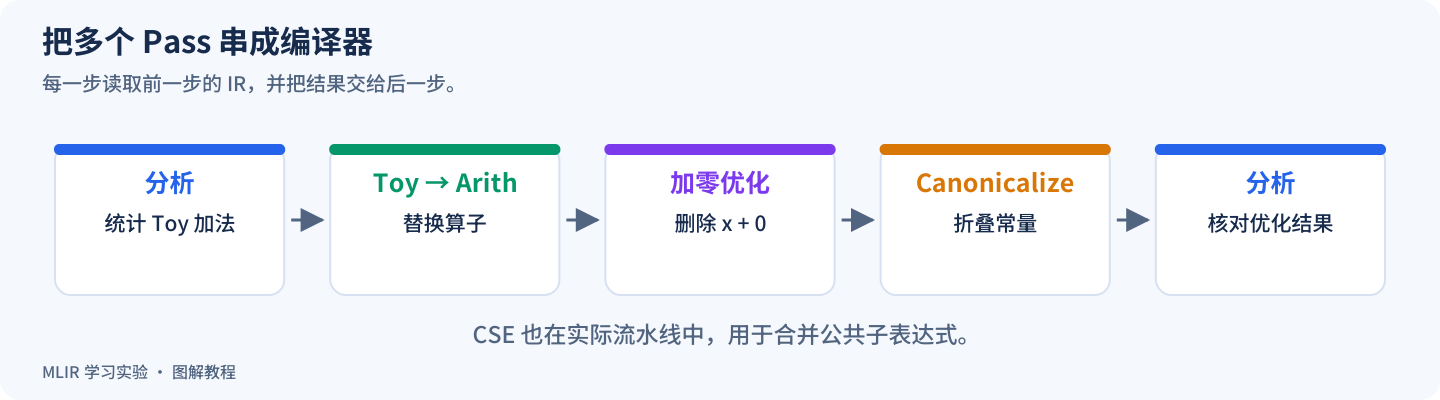 把多个 Pass 串成编译器
每一步读取前一步的 IR，并把结果交给后一步。
分析
统计 Toy 加法
Toy → Arith
替换算子
加零优化
删除 x + 0
Canonicalize
折叠常量
分析
核对优化结果
CSE 也在实际流水线中，用于合并公共子表达式。
MLIR 学习实验 · 图解教程